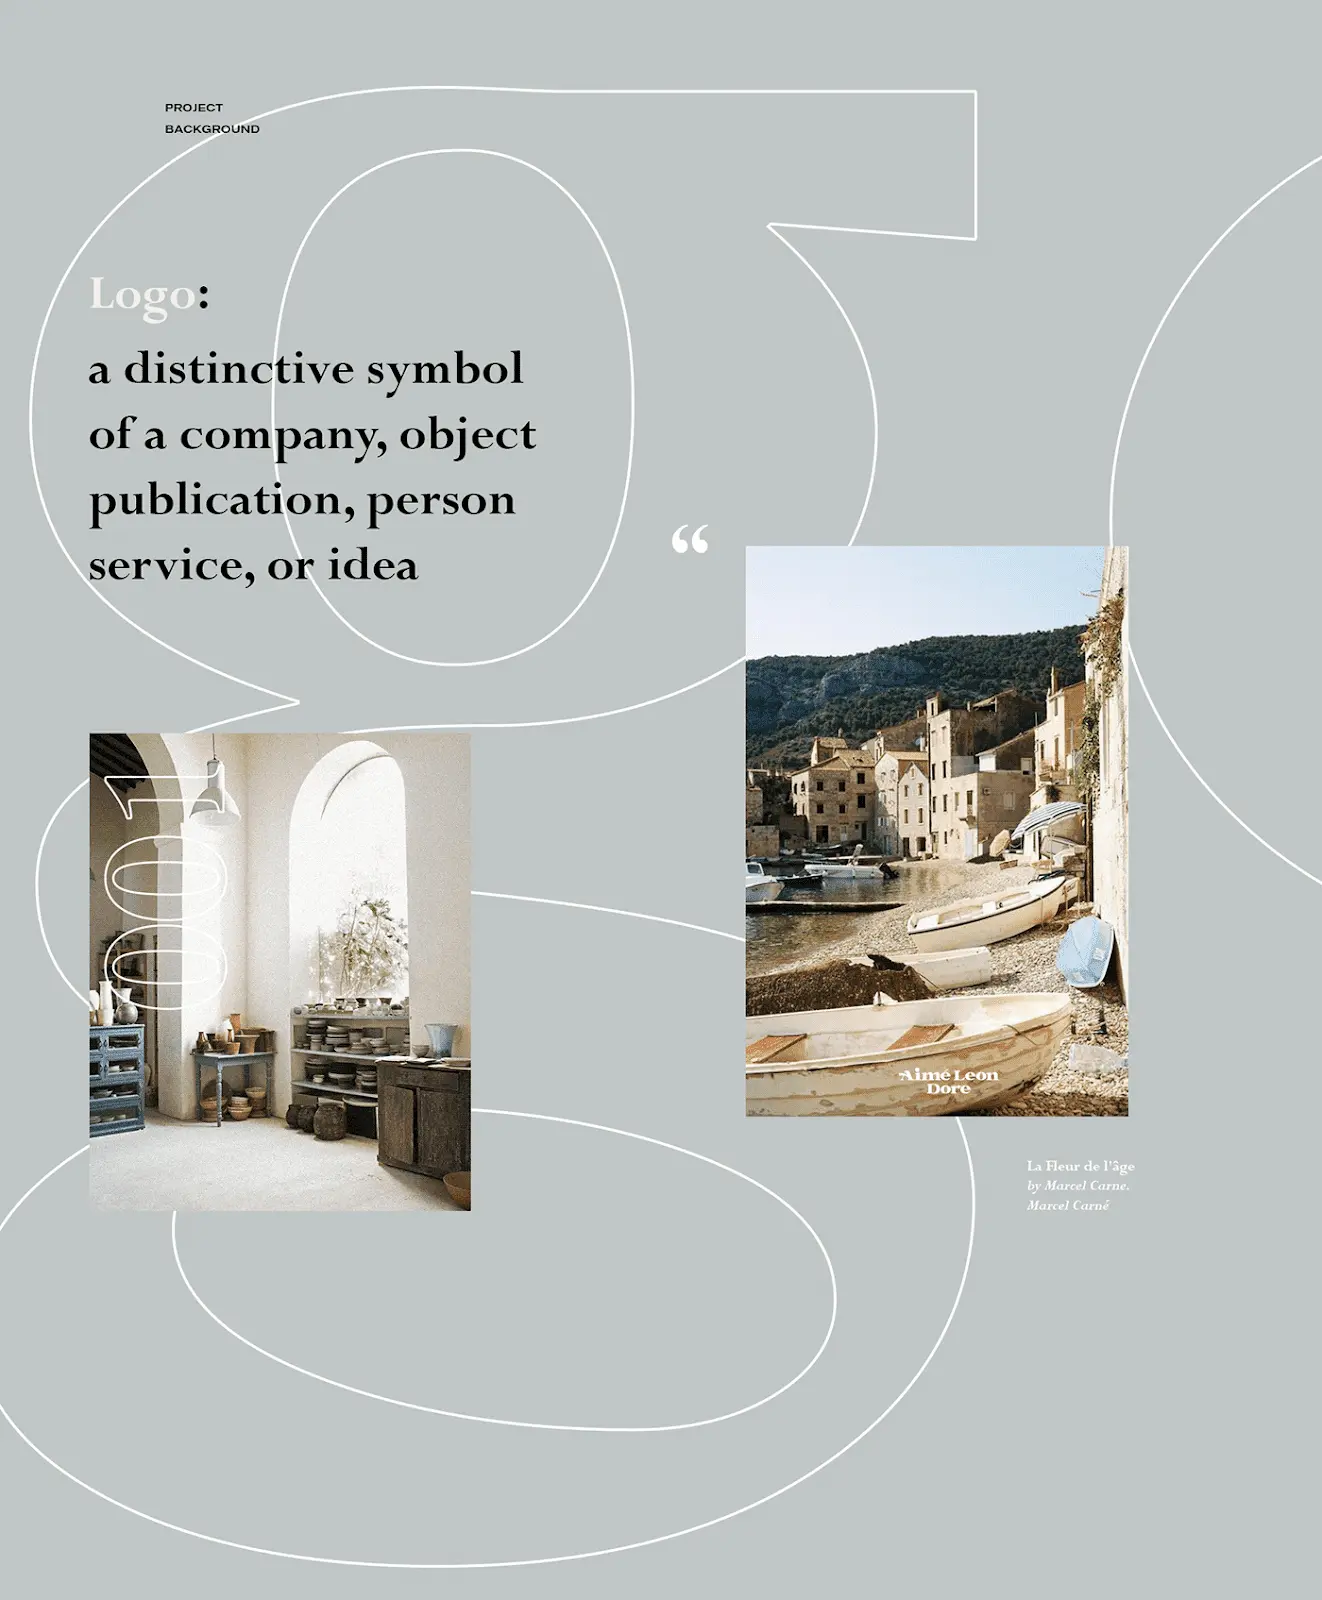 PROJECT
BACKGROUND
Logo:
a distinctive symbol
of a company, object
publication, person
service, or idea
“
001
Aimé Leon
Dore
La Fleur de l'âge
by Marcel Carne.
Marcel Carné